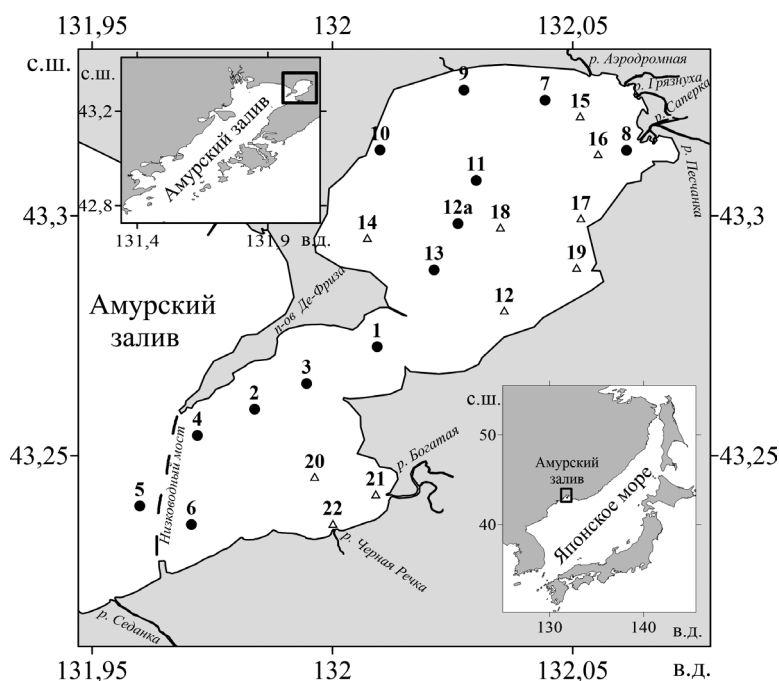 131,95 132 132,05
с.ш.
43,2
42,8
131,4 131,9 в.д.
Амурский залив
р. Аэродромная
р. Грязнуха
р. Саперка
р. Песчанка
9
7
15
10
16
8
11
43,3
43,3
12а
18
17
14
13
19
12
п-ов Де-Фриза
Амурский
залив
1
3
2
4
с.ш.
50
Амурский
залив
40
Японское море
130 140
в.д.
43,25
43,25
р. Богатая
20
21
5
6
22
Низководный мост
р. Черная Речка
р. Седанка
131,95 132 132,05 в.д.